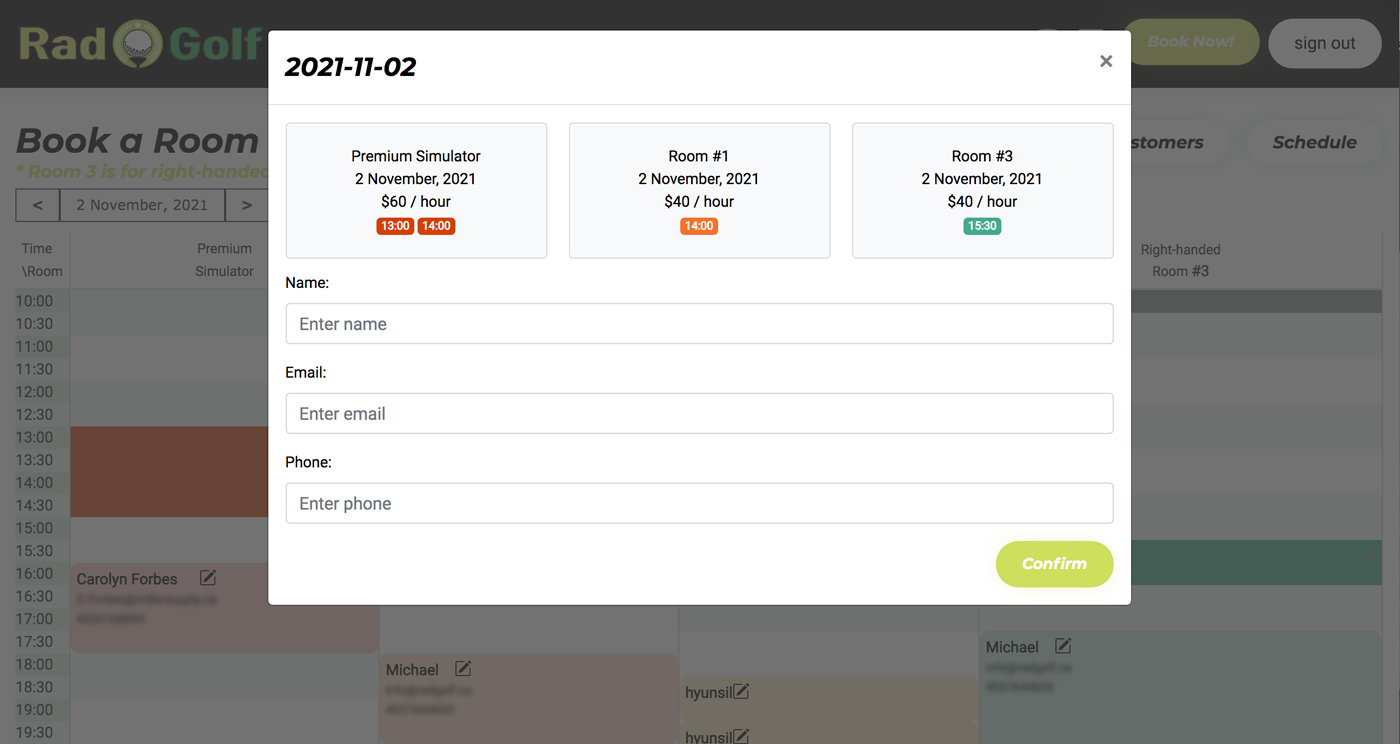 Rad Golf
Book Now!
sign out
2021-11-02
×
Book a Room
* Room 3 is for right-handed
stomers
Schedule
<
2 November, 2021
>
Premium Simulator
2 November, 2021
$60 / hour
13:00 14:00
Room #1
2 November, 2021
$40 / hour
14:00
Room #3
2 November, 2021
$40 / hour
15:30
Name:
Enter name
Email:
Enter email
Phone:
Enter phone
Confirm
Time
\Room
Premium
Simulator
Right-handed
Room #3
10:00
10:30
11:00
11:30
12:00
12:30
13:00
13:30
14:00
14:30
15:00
15:30
16:00
16:30
17:00
17:30
18:00
18:30
19:00
19:30
Carolyn Forbes
Michael
hyunsil
hyunsil
Michael